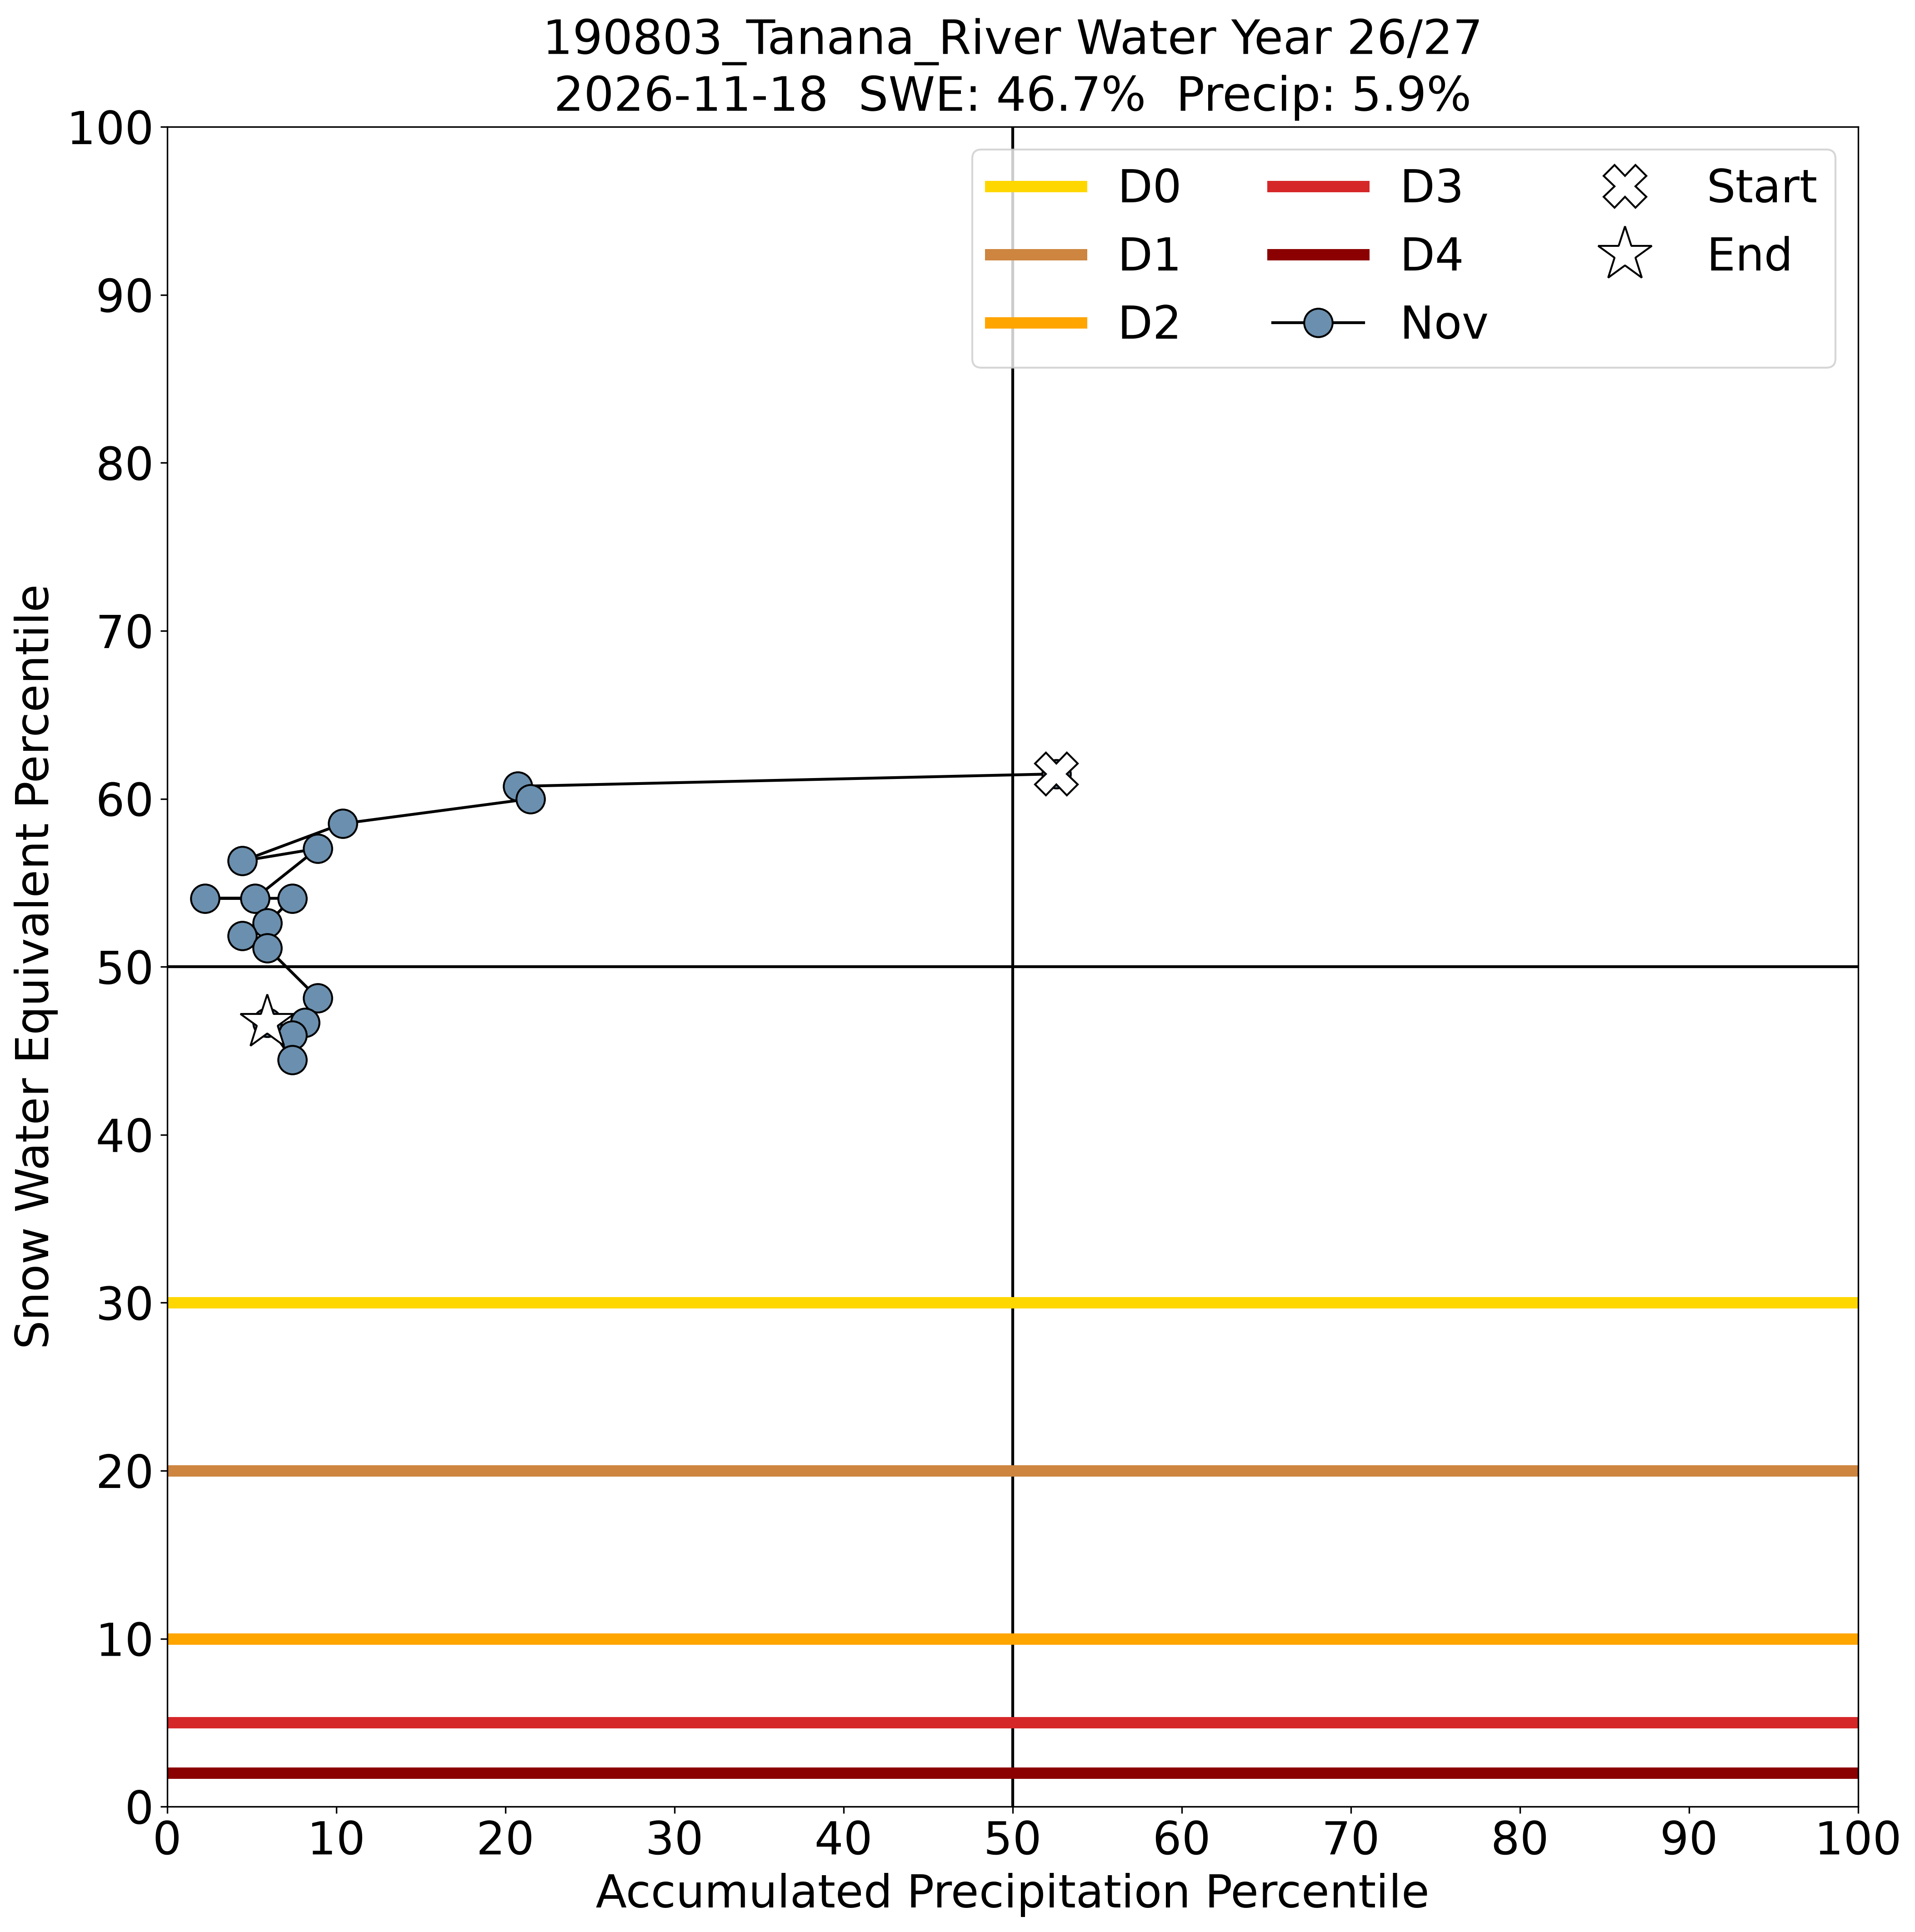 190803_Tanana_River Water Year 26/27
2026-11-18  SWE: 46.7%  Precip: 5.9%
D0
D1
D2
D3
D4
Nov
Start
End
Snow Water Equivalent Percentile
100
90
80
70
60
50
40
30
20
10
0
0 10 20 30 40 50 60 70 80 90 100
Accumulated Precipitation Percentile